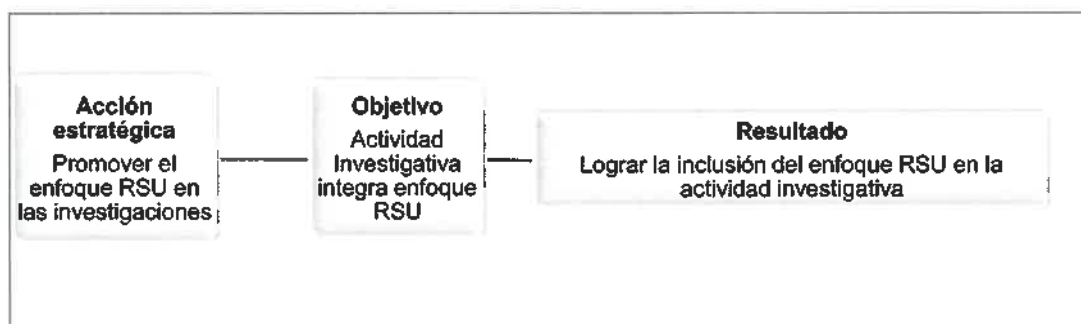 Acción
estratégica
Promover el
enfoque RSU en
las investigaciones
Objetivo
Actividad
Investigativa
integra enfoque
RSU
Resultado
Lograr la inclusión del enfoque RSU en la
actividad investigativa